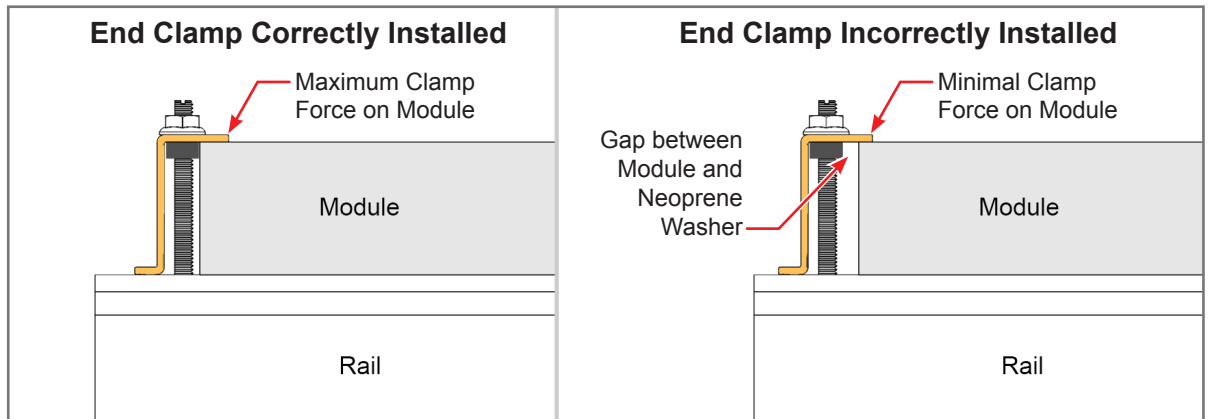 End Clamp Correctly Installed
Maximum Clamp
Force on Module
Module
Rail
End Clamp Incorrectly Installed
Minimal Clamp
Force on Module
Gap between
Module and
Neoprene
Washer
Module
Rail